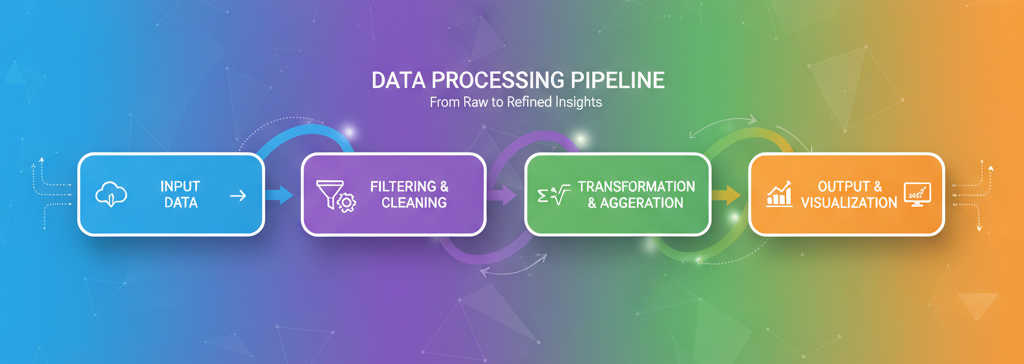 DATA PROCESSING PIPELINE
From Raw to Refined Insights
INPUT
DATA
FILTERING &
CLEANING
Σ √
TRANSFORMATION
& AGGERATION
OUTPUT &
VISUALIZATION